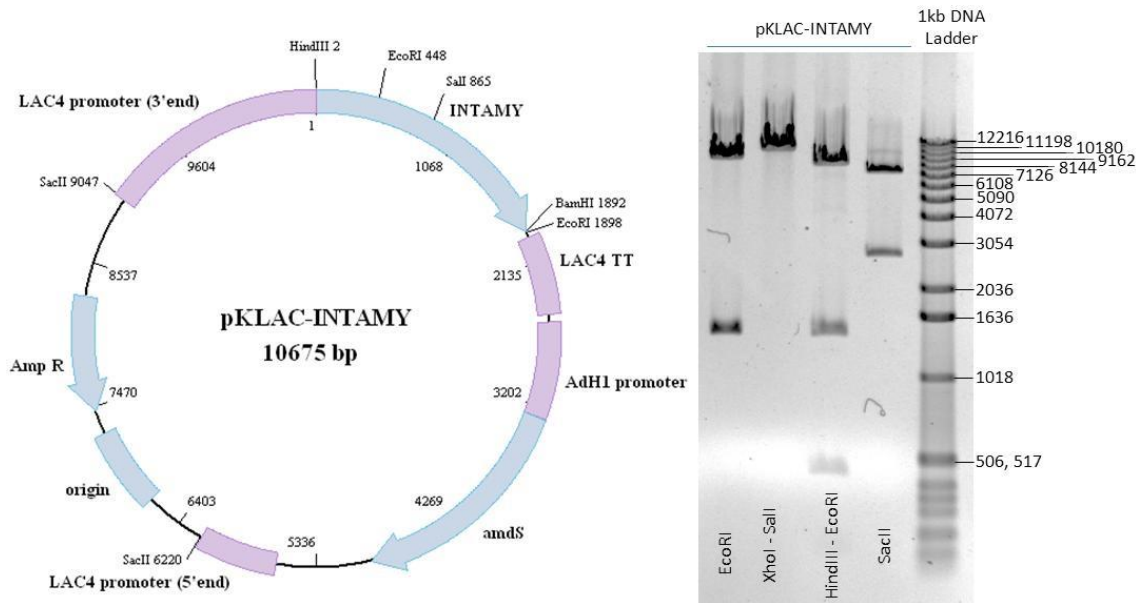 HindIII 2
EcoRI 448
SalI 865
INTAMY
LAC4 promoter (3'end)
1
9604
1068
SacII 9047
BamHI 1892
EcoRI 1898
LAC4 TT
8537
2135
pKLAC-INTAMY
10675 bp
Amp R
AdH1 promoter
7470
3202
origin
6403
4269
amdS
5336
SacII 6220
LAC4 promoter (5'end)
pKLAC-INTAMY
1kb DNA
Ladder
12216
11198
10180
9162
8144
7126
6108
5090
4072
3054
2036
1636
1018
506, 517
EcoRI
XhoI - SalI
HindIII - EcoRI
SacII